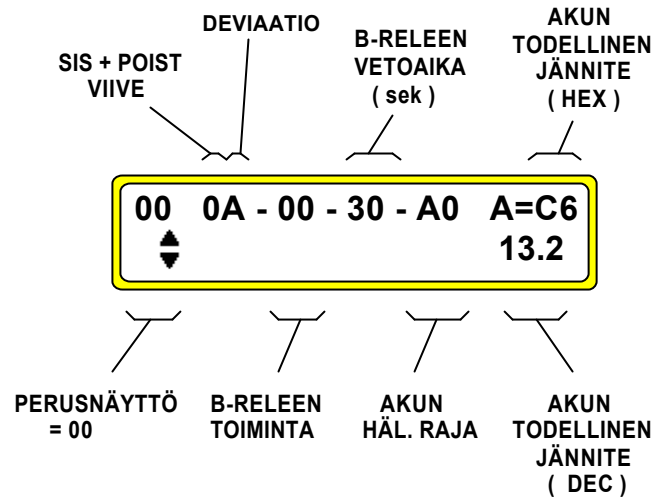 DEVIAATIO
SIS + POIST
VIIVE
B-RELEEN
VETOAIKA
( sek )
AKUN
TODELLINEN
JÄNNITE
( HEX )
00 0A - 00 - 30 - A0 A=C6
13.2
PERUSNÄYTTÖ
= 00
B-RELEEN
TOIMINTA
AKUN
HÄL. RAJA
AKUN
TODELLINEN
JÄNNITE
( DEC )